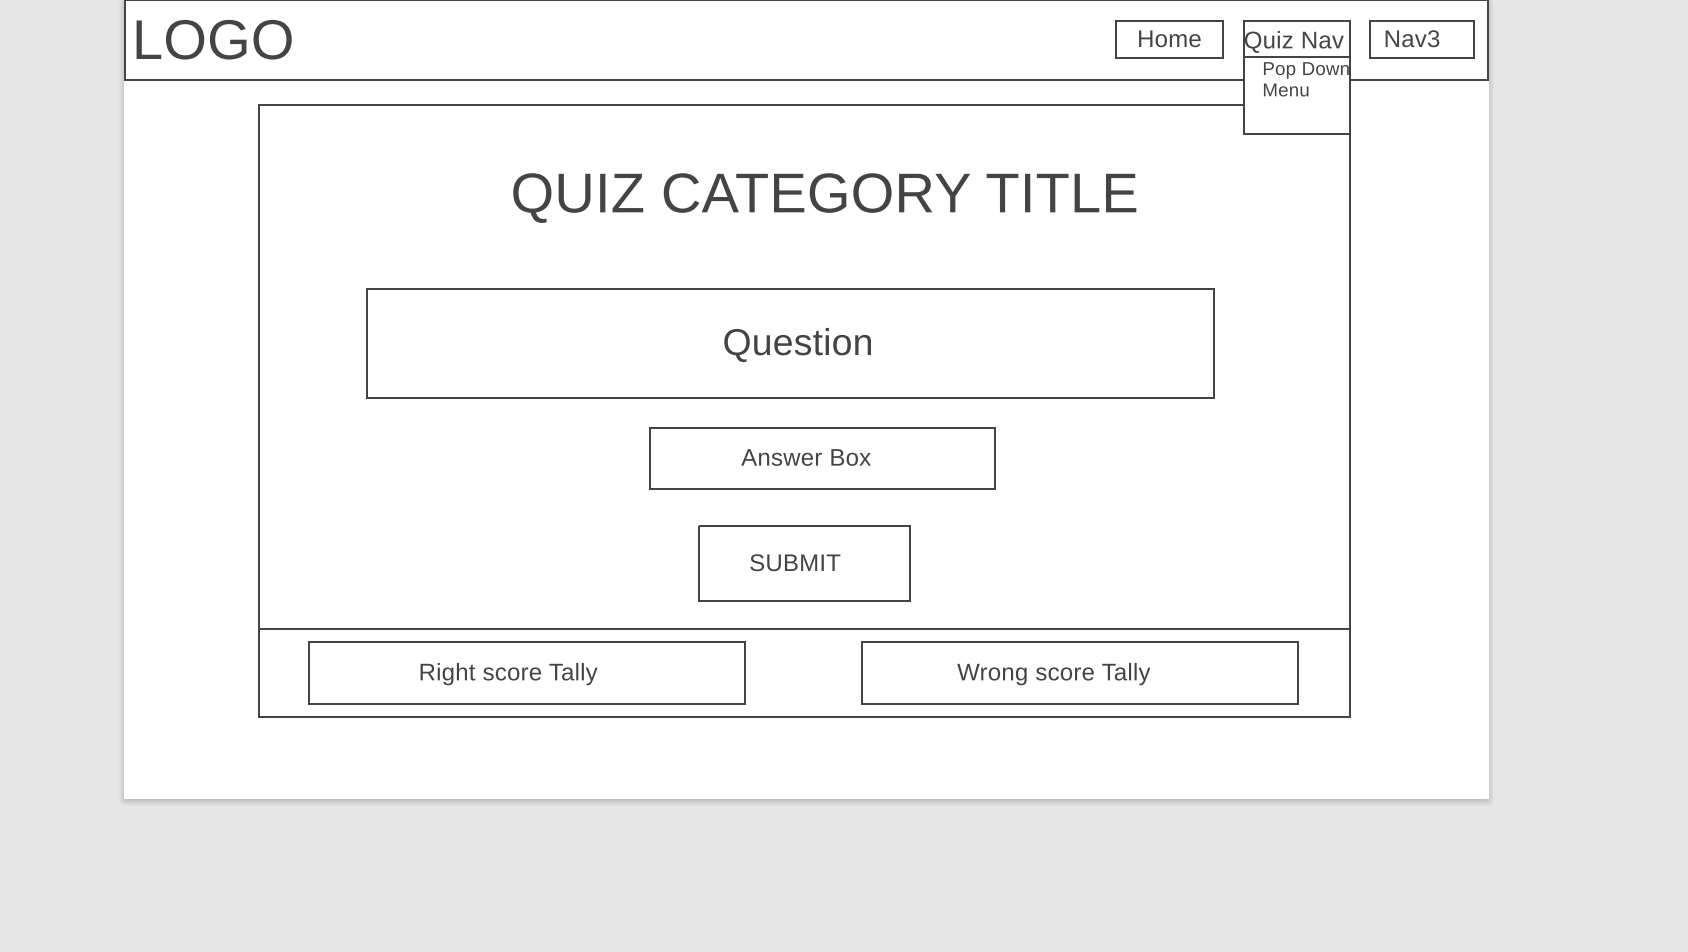 LOGO
Home
Quiz Nav
Nav3
Pop Down
Menu
QUIZ CATEGORY TITLE
Question
Answer Box
SUBMIT
Right score Tally
Wrong score Tally